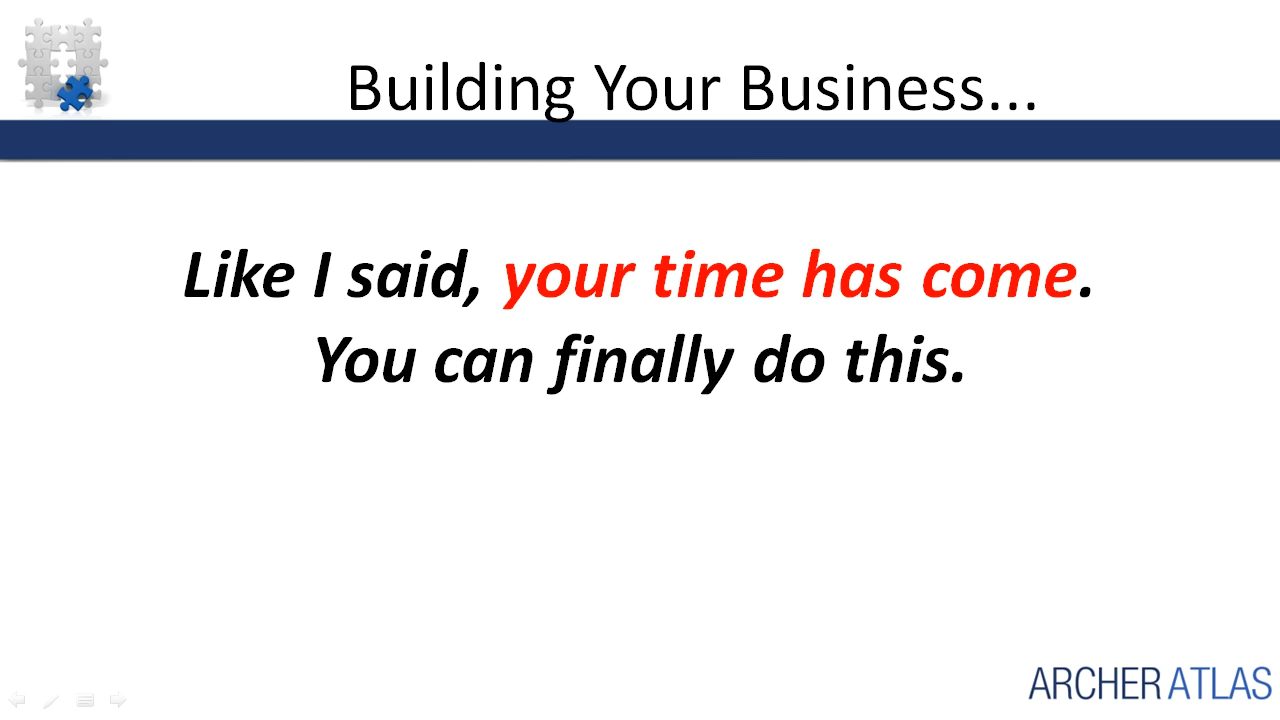 Building Your Business...
Like I said, your time has come.
You can finally do this.
ARCHER ATLAS